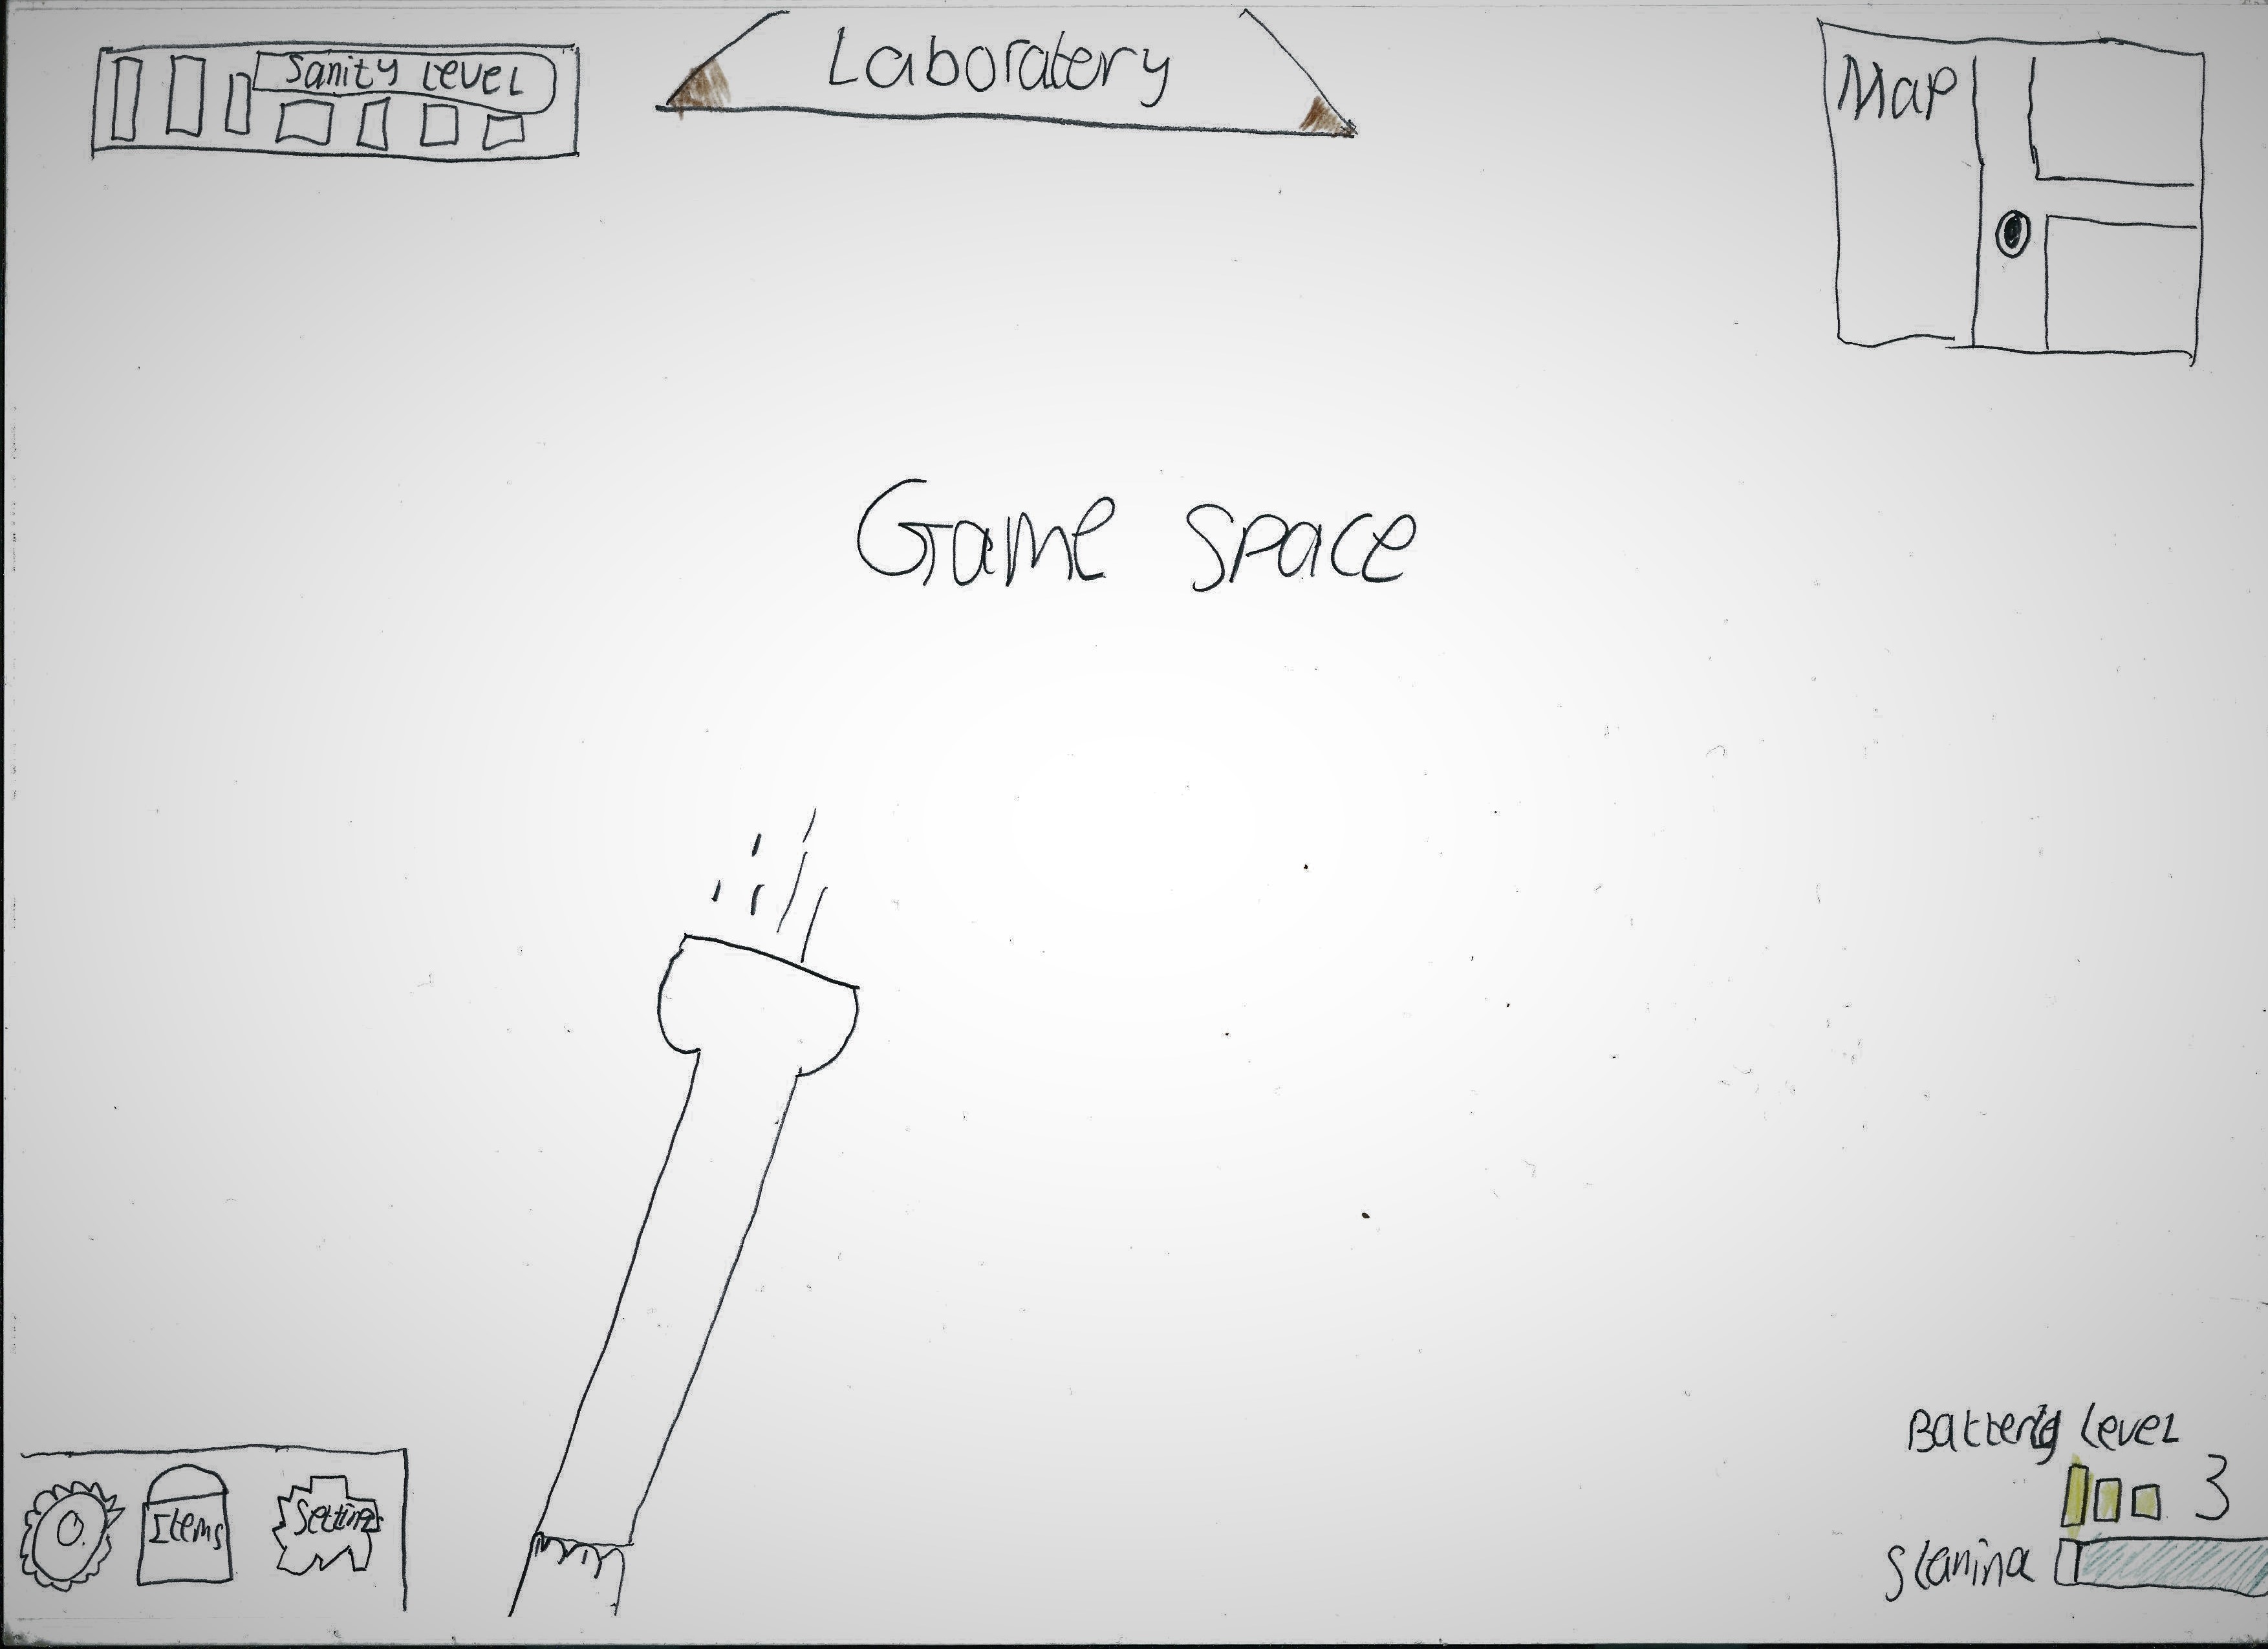 Sanity Level
Laboratery
Map
Game space
Items
Settings
Battery Level
3
Stamina